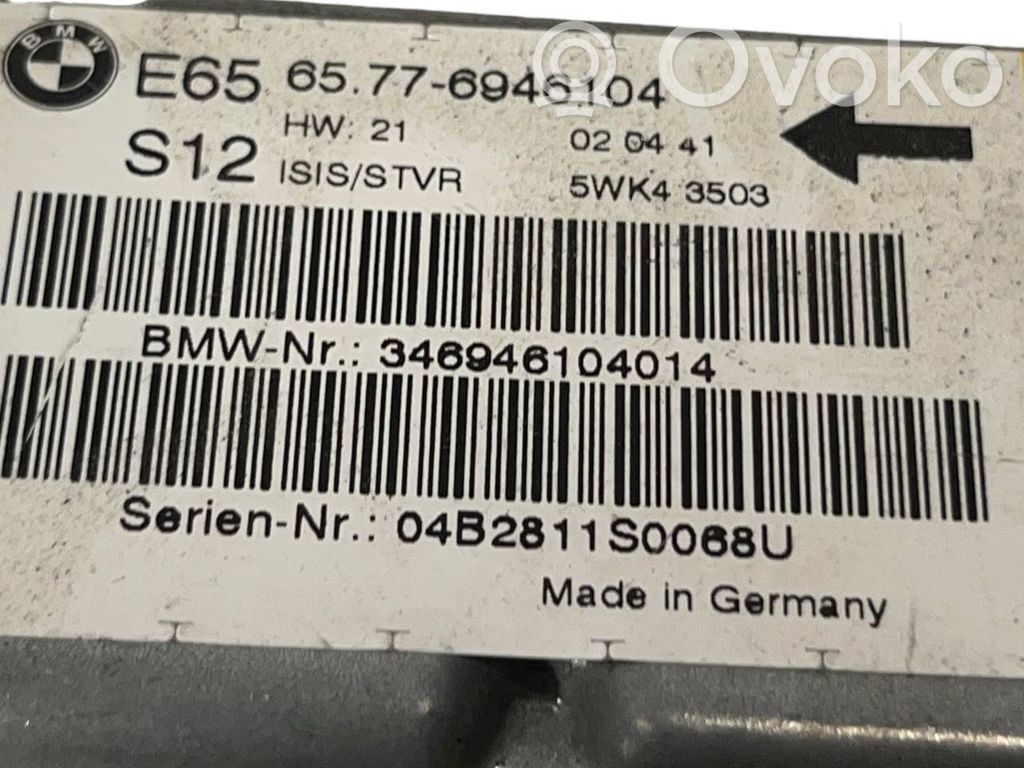 BMW
E65 65.77-6946104
HW: 21 02 04 41
S12 ISIS/STVR 5WK4 3503
BMW-Nr.: 346946104014
Serien-Nr.: 04B2811S0068U
Made in Germany
Ovoko